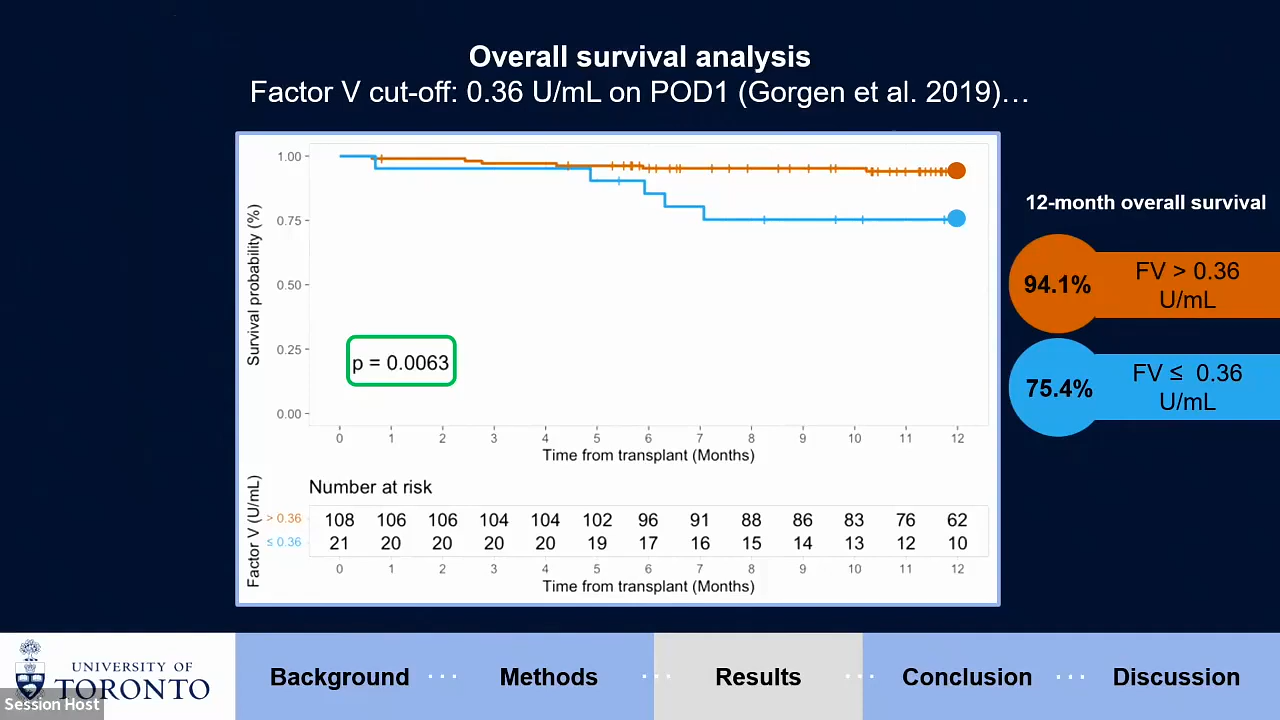 Overall survival analysis
Factor V cut-off: 0.36 U/mL on POD1 (Gorgen et al. 2019)…
Survival probability (%)
1.00
0.75
0.50
0.25
0.00
p = 0.0063
0 1 2 3 4 5 6 7 8 9 10 11 12
Time from transplant (Months)
12-month overall survival
94.1%
FV > 0.36
U/mL
75.4%
FV ≤ 0.36
U/mL
Number at risk
Factor V (U/mL)
> 0.36 108 106 106 104 104 102 96 91 88 86 83 76 62
≤ 0.36 21 20 20 20 20 19 17 16 15 14 13 12 10
0 1 2 3 4 5 6 7 8 9 10 11 12
Time from transplant (Months)
UNIVERSITY OF
TORONTO
Session Host
Background ··· Methods ··· Results ··· Conclusion ··· Discussion